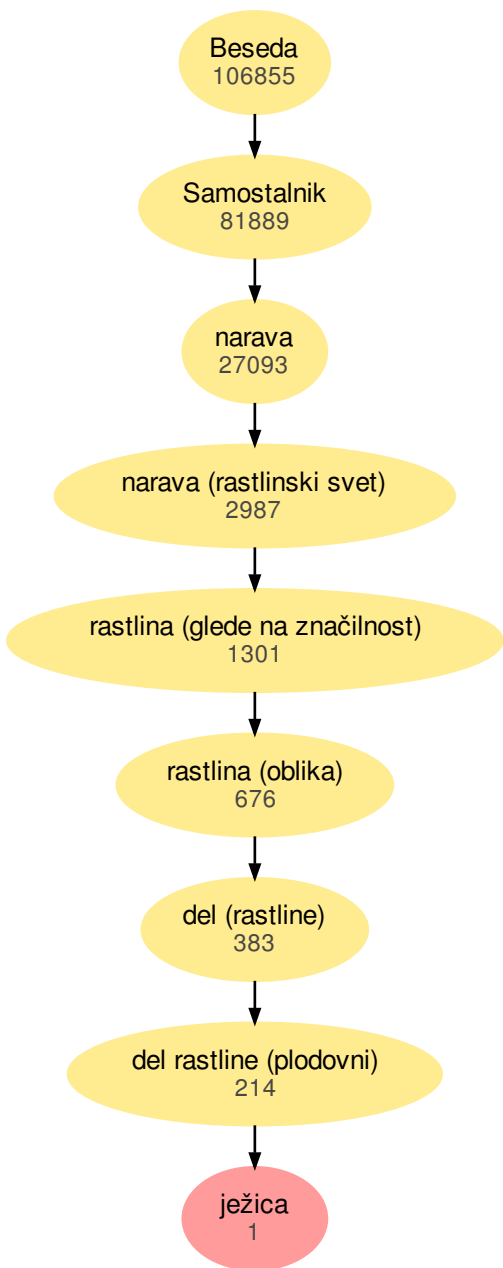 Beseda
106855
Samostalnik
81889
narava
27093
narava (rastlinski svet)
2987
rastlina (glede na značilnost)
1301
rastlina (oblika)
676
del (rastline)
383
del rastline (plodovni)
214
ježica
1